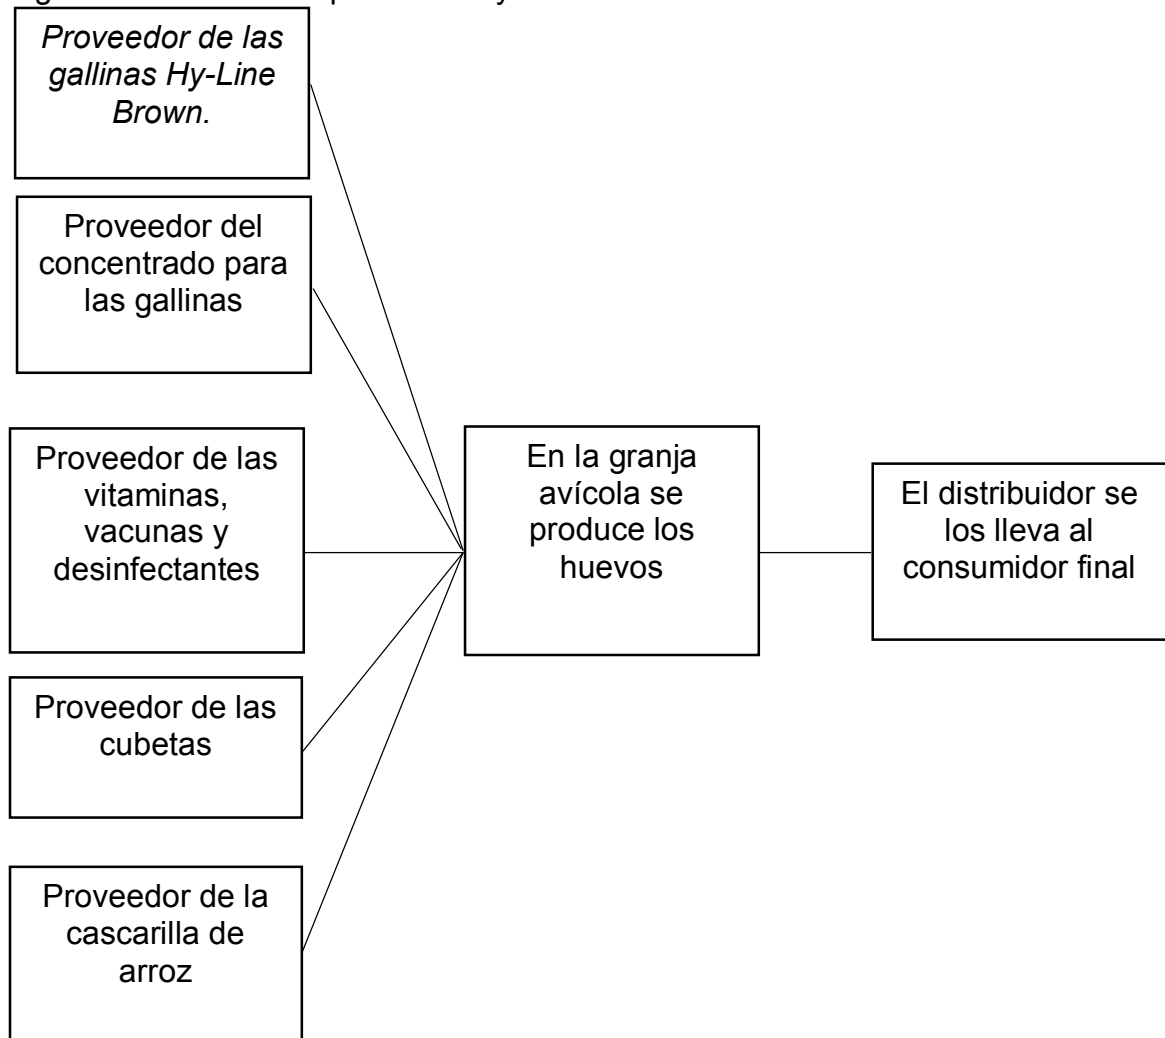 Proveedor de las
gallinas Hy-Line
Brown.
Proveedor del
concentrado para
las gallinas
Proveedor de las
vitaminas,
vacunas y
desinfectantes
Proveedor de las
cubetas
Proveedor de la
cascarilla de
arroz
En la granja
avícola se
produce los
huevos
El distribuidor se
los lleva al
consumidor final